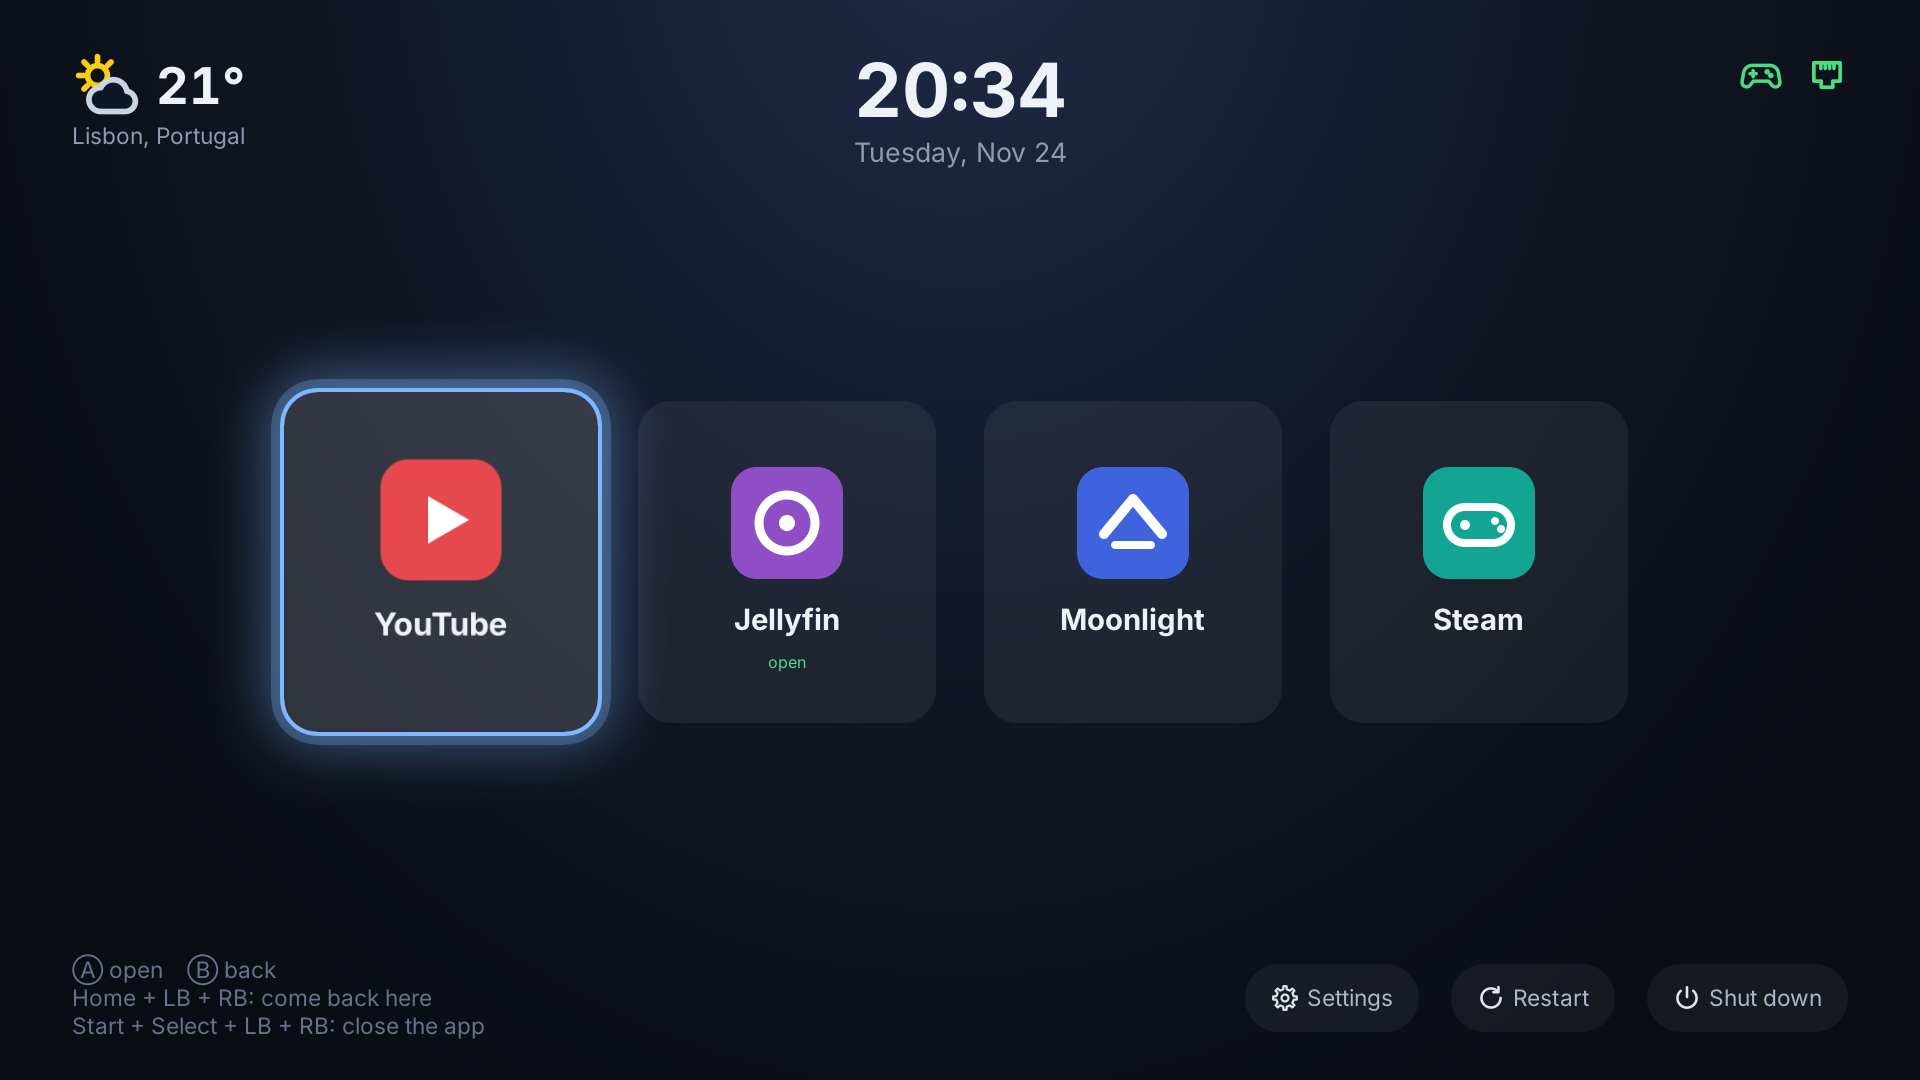 21°
Lisbon, Portugal
20:34
Tuesday, Nov 24
YouTube
Jellyfin
open
Moonlight
Steam
A open B back
Home + LB + RB: come back here
Start + Select + LB + RB: close the app
Settings
Restart
Shut down